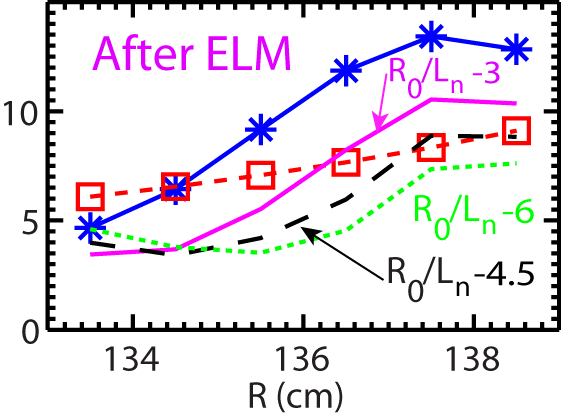 After ELM
R₀/Lₙ-3
10
R₀/Lₙ-6
5
R₀/Lₙ-4.5
0
134 136 138
R (cm)